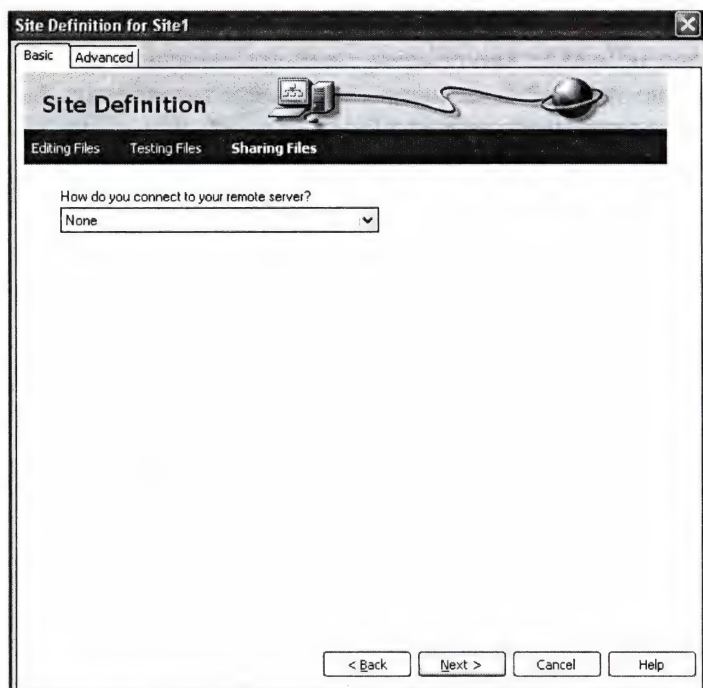 Site Definition for Site1
Basic Advanced
Site Definition
Editing Files Testing Files Sharing Files
How do you connect to your remote server?
None
< Back Next > Cancel Help